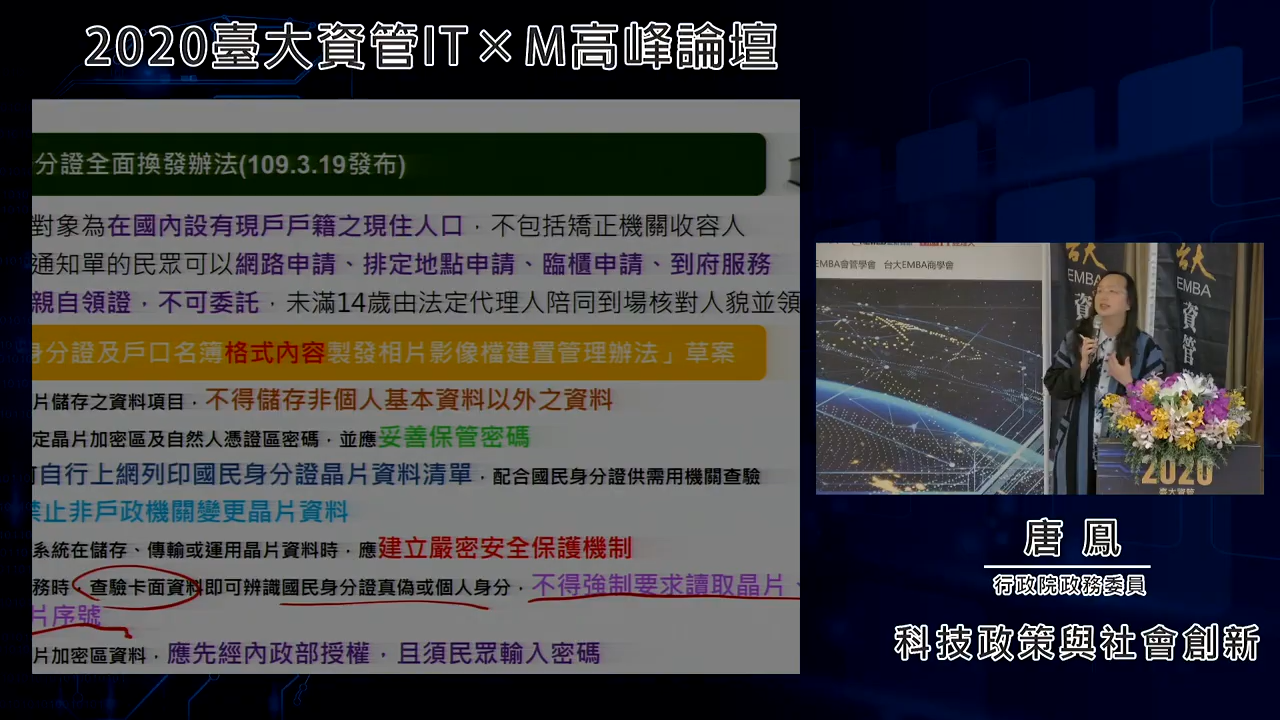 2020臺大資管IT×M高峰論壇
分證全面換發辦法(109.3.19發布)
對象為在國內設有現戶戶籍之現住人口，不包括矯正機關收容人
通知單的民眾可以網路申請、排定地點申請、臨櫃申請、到府服務
親自領證，不可委託，未滿14歲由法定代理人陪同到場核對人貌並領
身分證及戶口名簿格式內容製發相片影像檔建置管理辦法」草案
片儲存之資料項目，不得儲存非個人基本資料以外之資料
定晶片加密區及自然人憑證區密碼，並應妥善保管密碼
自行上網列印國民身分證晶片資料清單，配合國民身分證供需用機關查驗
禁止非戶政機關變更晶片資料
系統在儲存、傳輸或運用晶片資料時，應建立嚴密安全保護機制
務時，查驗卡面資料即可辨識國民身分證真偽或個人身分，不得強制要求讀取晶片、
片序號
片加密區資料，應先經內政部授權，且須民眾輸入密碼
EMBA會管學會 台大EMBA商學會
台大
EMBA
資管
台大
EMBA
資管
2020
臺大資管
唐鳳
行政院政務委員
科技政策與社會創新